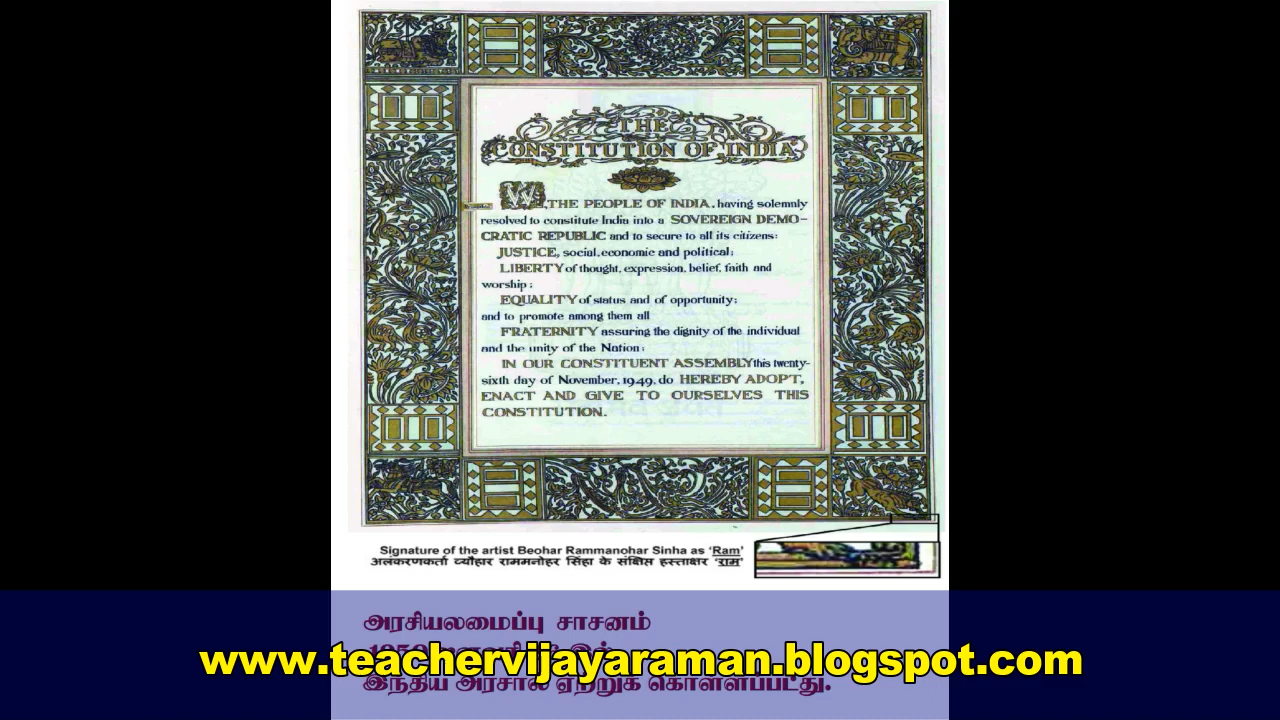 THE
CONSTITUTION OF INDIA
WE, THE PEOPLE OF INDIA, having solemnly
resolved to constitute India into a SOVEREIGN DEMO-
CRATIC REPUBLIC and to secure to all its citizens:
JUSTICE, social, economic and political;
LIBERTY of thought, expression, belief, faith and
worship;
EQUALITY of status and of opportunity;
and to promote among them all
FRATERNITY assuring the dignity of the individual
and the unity of the Nation;
IN OUR CONSTITUENT ASSEMBLY this twenty-
sixth day of November, 1949, do HEREBY ADOPT,
ENACT AND GIVE TO OURSELVES THIS
CONSTITUTION.
Signature of the artist Beohar Rammanohar Sinha as 'Ram'
अलंकरणकर्ता व्यौहार राममनोहर सिंहा के संक्षिप्त हस्ताक्षर 'राम'
அரசியலமைப்பு சாசனம்
www.teachervijayaraman.blogspot.com
இந்திய அரசால் ஏற்றுக் கொள்ளப்பட்டது.